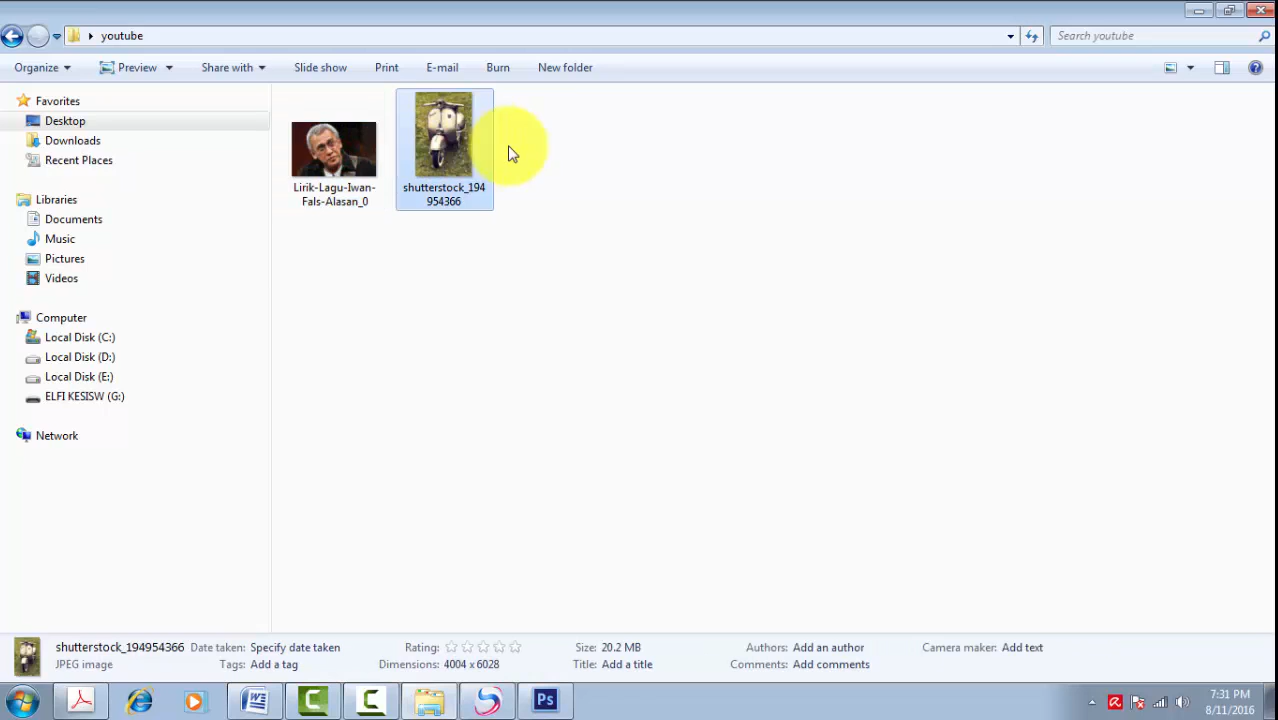 youtube
Search youtube
Organize Preview Share with Slide show Print E-mail Burn New folder
Favorites
Desktop
Downloads
Recent Places
Libraries
Documents
Music
Pictures
Videos
Computer
Local Disk (C:)
Local Disk (D:)
Local Disk (E:)
ELFI KESISW (G:)
Network
Lirik-Lagu-Iwan-
Fals-Alasan_0
shutterstock_194
954366
shutterstock_194954366 Date taken: Specify date taken Rating: Size: 20.2 MB Authors: Add an author Camera maker: Add text
JPEG image Tags: Add a tag Dimensions: 4004 x 6028 Title: Add a title Comments: Add comments
W C C Ps
7:31 PM
8/11/2016